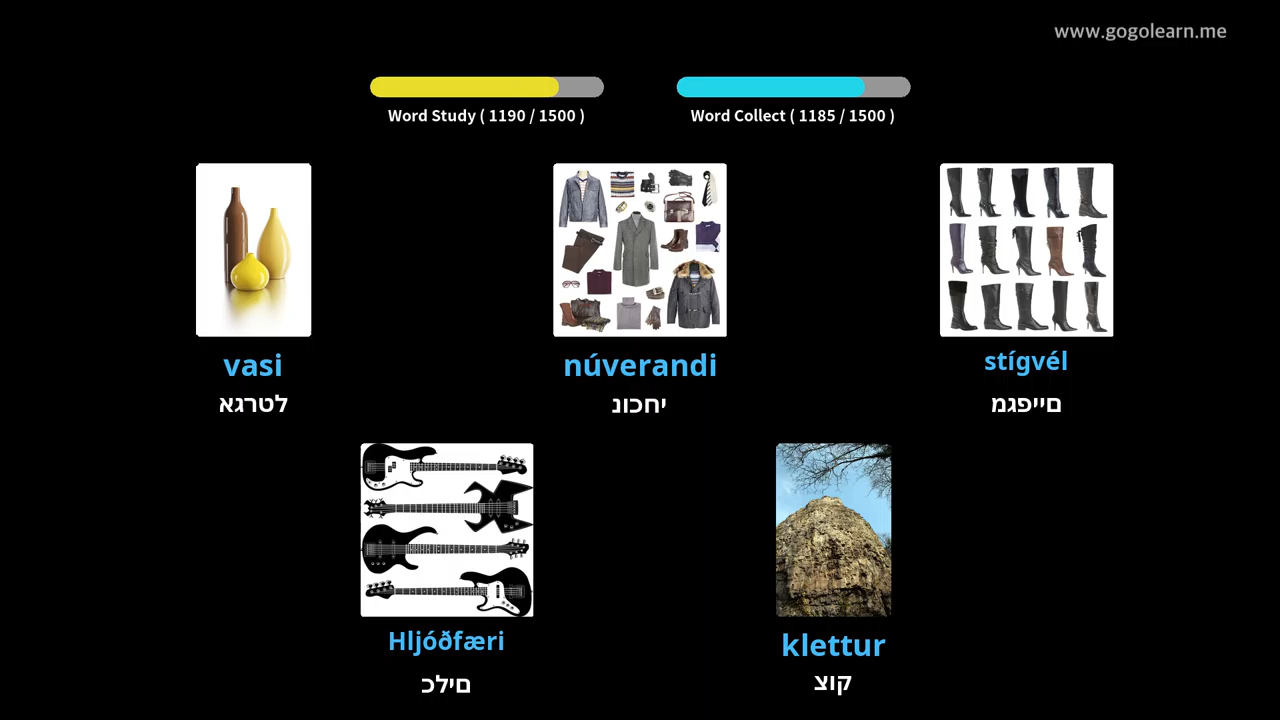 www.gogolearn.me
Word Study ( 1190 / 1500 )
Word Collect ( 1185 / 1500 )
vasi
אגרטל
núverandi
נוכחי
stígvél
מגפיים
Hljóðfæri
כלים
klettur
צוק